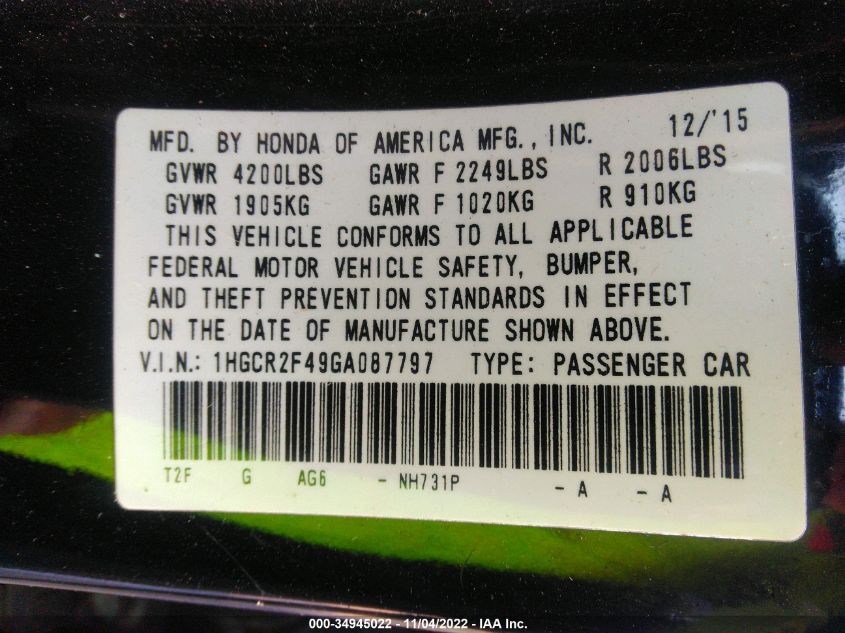 MFD. BY HONDA OF AMERICA MFG., INC. 12/'15
GVWR 4200LBS GAWR F 2249LBS R 2006LBS
GVWR 1905KG GAWR F 1020KG R 910KG
THIS VEHICLE CONFORMS TO ALL APPLICABLE
FEDERAL MOTOR VEHICLE SAFETY, BUMPER,
AND THEFT PREVENTION STANDARDS IN EFFECT
ON THE DATE OF MANUFACTURE SHOWN ABOVE.
V.I.N.: 1HGCR2F49GA087797 TYPE: PASSENGER CAR
T2F G AG6 - NH731P - A - A
000-34945022 - 11/04/2022 - IAA Inc.